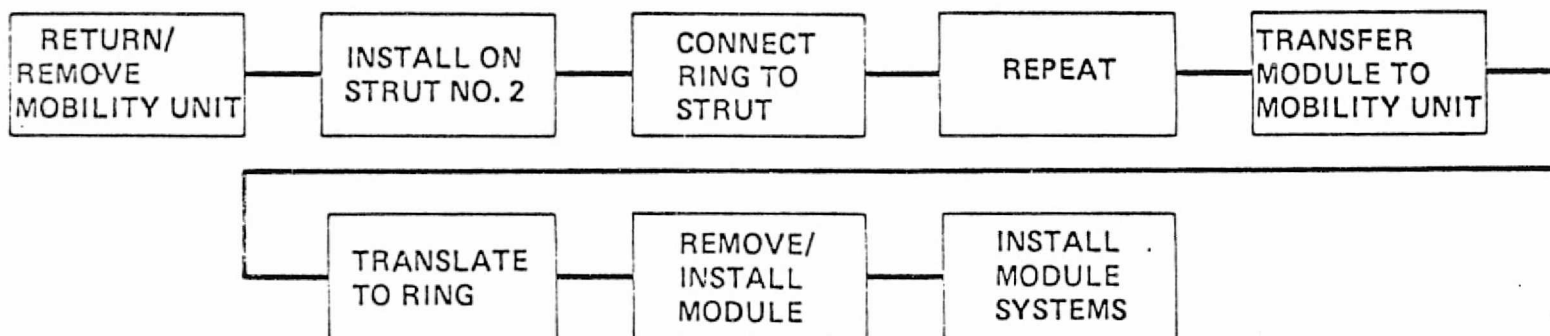 RETURN/
REMOVE
MOBILITY UNIT
INSTALL ON
STRUT NO. 2
CONNECT
RING TO
STRUT
REPEAT
TRANSFER
MODULE TO
MOBILITY UNIT
TRANSLATE
TO RING
REMOVE/
INSTALL
MODULE
INSTALL
MODULE
SYSTEMS